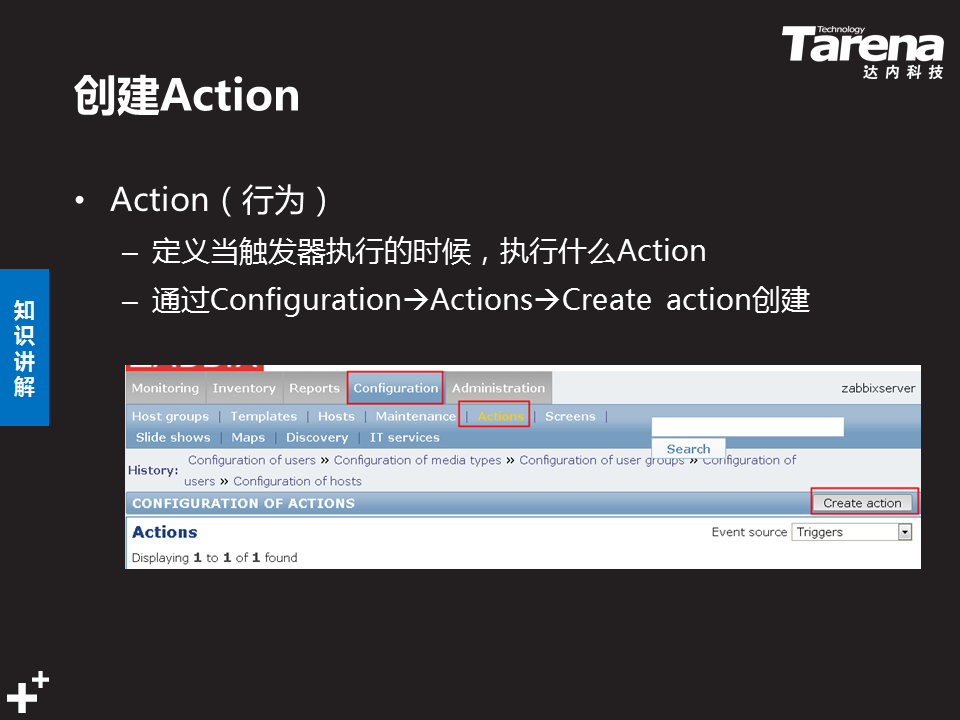 Technology
Tarena
达内科技
创建Action
• Action（行为）
– 定义当触发器执行的时候，执行什么Action
– 通过Configuration→Actions→Create action创建
知识讲解
ZABBIX
Monitoring Inventory Reports Configuration Administration zabbixserver
Host groups | Templates | Hosts | Maintenance | Actions | Screens |
Slide shows | Maps | Discovery | IT services
Search
History: Configuration of users » Configuration of media types » Configuration of user groups » Configuration of
users » Configuration of hosts
CONFIGURATION OF ACTIONS Create action
Actions Event source Triggers
Displaying 1 to 1 of 1 found